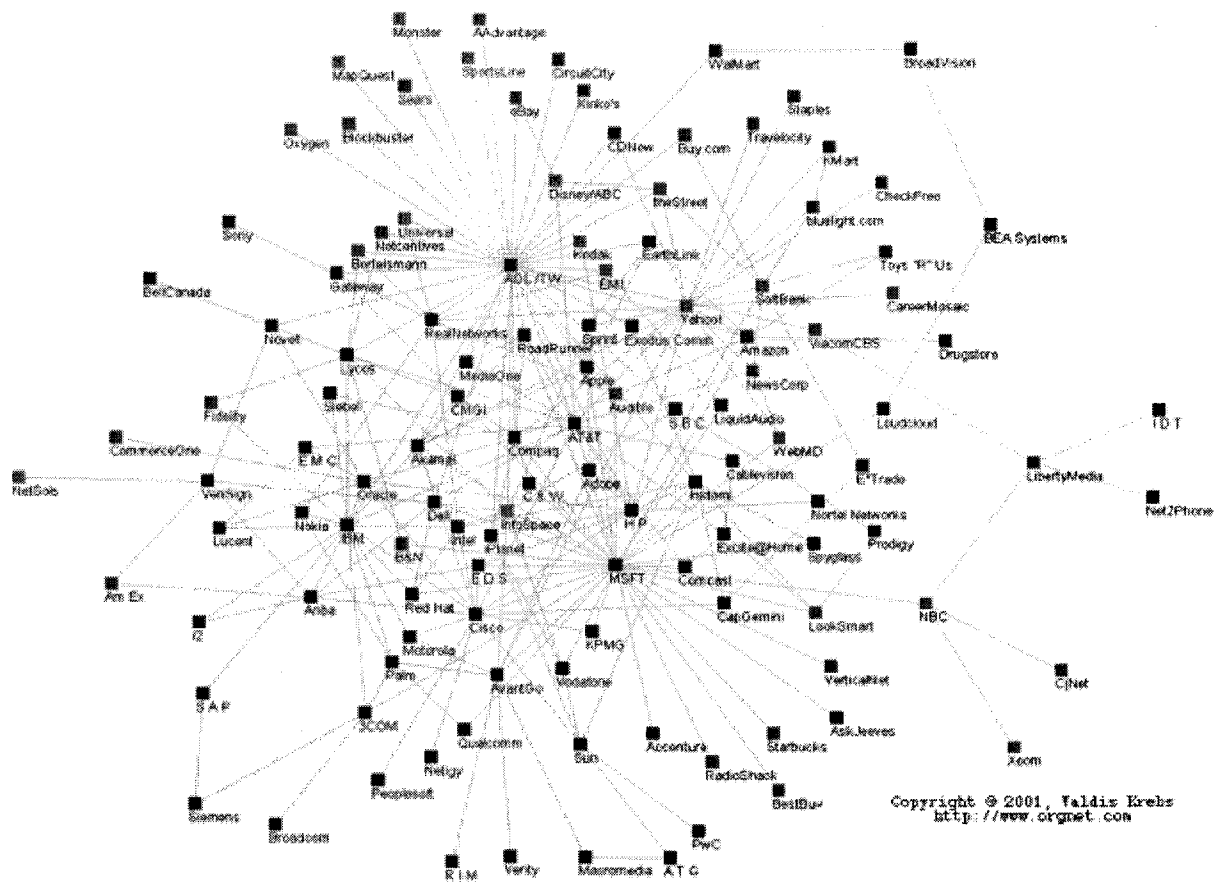 Monster
AAdvantage
MapQuest
Sears
SportsLine
CircuitCity
WalMart
BroadVision
eBay
Kinko's
Staples
Oxygen
Blockbuster
CDNow
Buy.com
Travelocity
KMart
Disney/ABC
theStreet
CheckFree
Sony
Universal
Netcentives
bluelight.com
BEA Systems
Bertelsmann
Kodak
EarthLink
Toys "R" Us
BellCanada
Gateway
AOL/TW
EMI
SoftBank
CareerMosaic
Yahoo!
Novell
RealNetworks
RoadRunner
Sprint
Exodus Comm
Amazon
ViacomCBS
Drugstore
Lycos
MediaOne
Apple
NewsCorp
Fidelity
Siebel
CMGI
Audible
S B C
LiquidAudio
Loudcloud
I D T
CommerceOne
E M C
Akamai
Compaq
AT&T
WebMD
NetSols
VeriSign
Oracle
C & W
Adobe
Cablevision
Inktomi
E*Trade
LibertyMedia
Net2Phone
Nokia
Dell
InfoSpace
H P
Nortel Networks
Lucent
IBM
Intel
iPlanet
Excite@Home
Spyglass
Prodigy
B&N
E D S
MSFT
Comcast
Am Ex
Ariba
Red Hat
CapGemini
LookSmart
NBC
I2
Cisco
KPMG
Motorola
Palm
AvantGo
Vodafone
VerticalNet
CjNet
S A P
3COM
Qualcomm
Sun
Accenture
Starbucks
AskJeeves
Xoom
Netigy
Peoplesoft
RadioShack
BestBuy
Siemens
Broadcom
PwC
R I M
Verity
Macromedia
A T G
Copyright © 2001, Valdis Krebs
http://www.orgnet.com